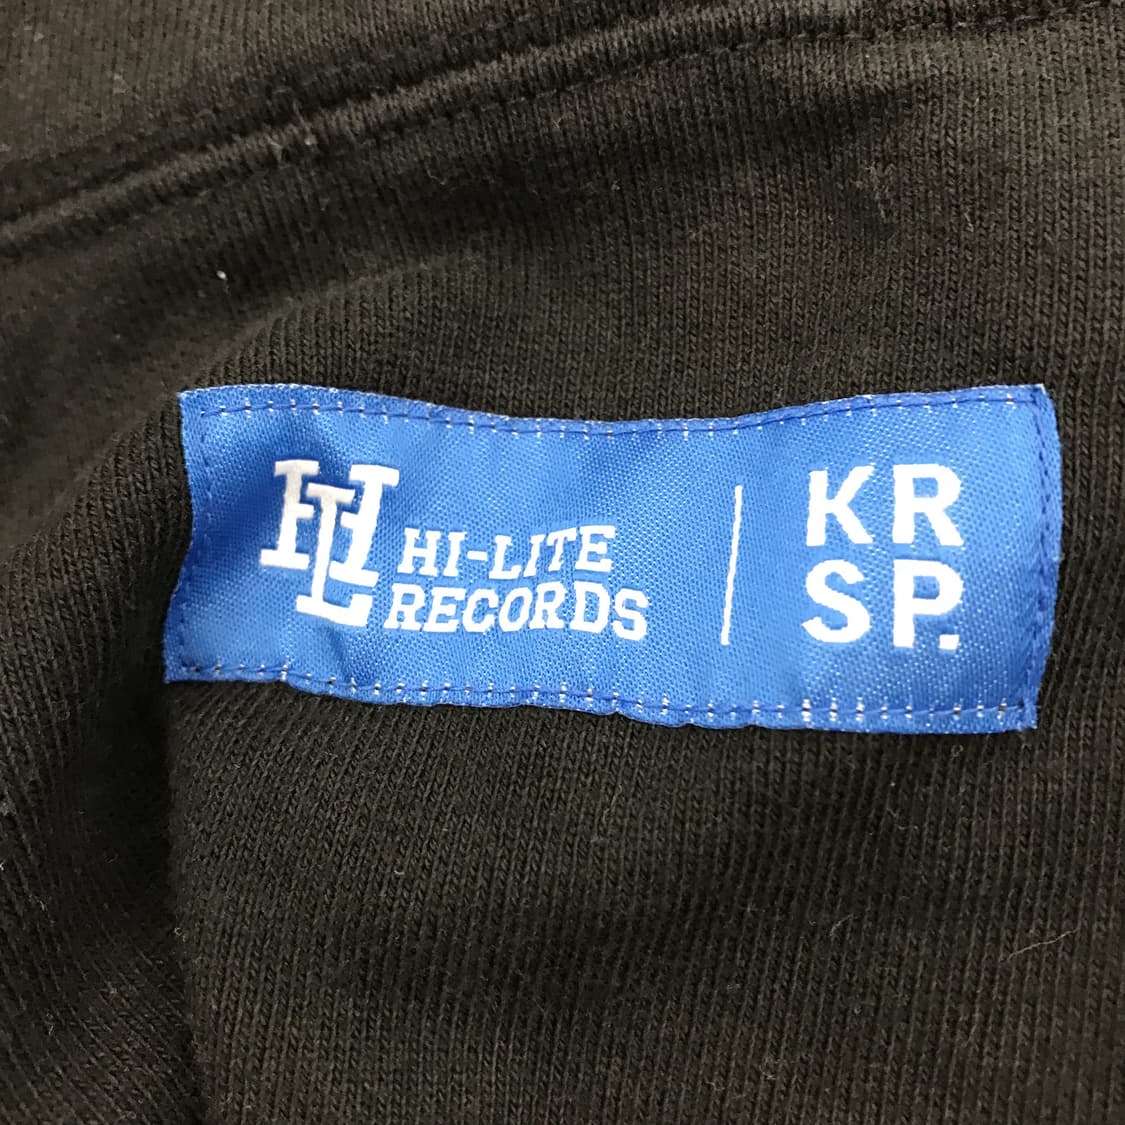 HL
HI-LITE
RECORDS
KR
SP.